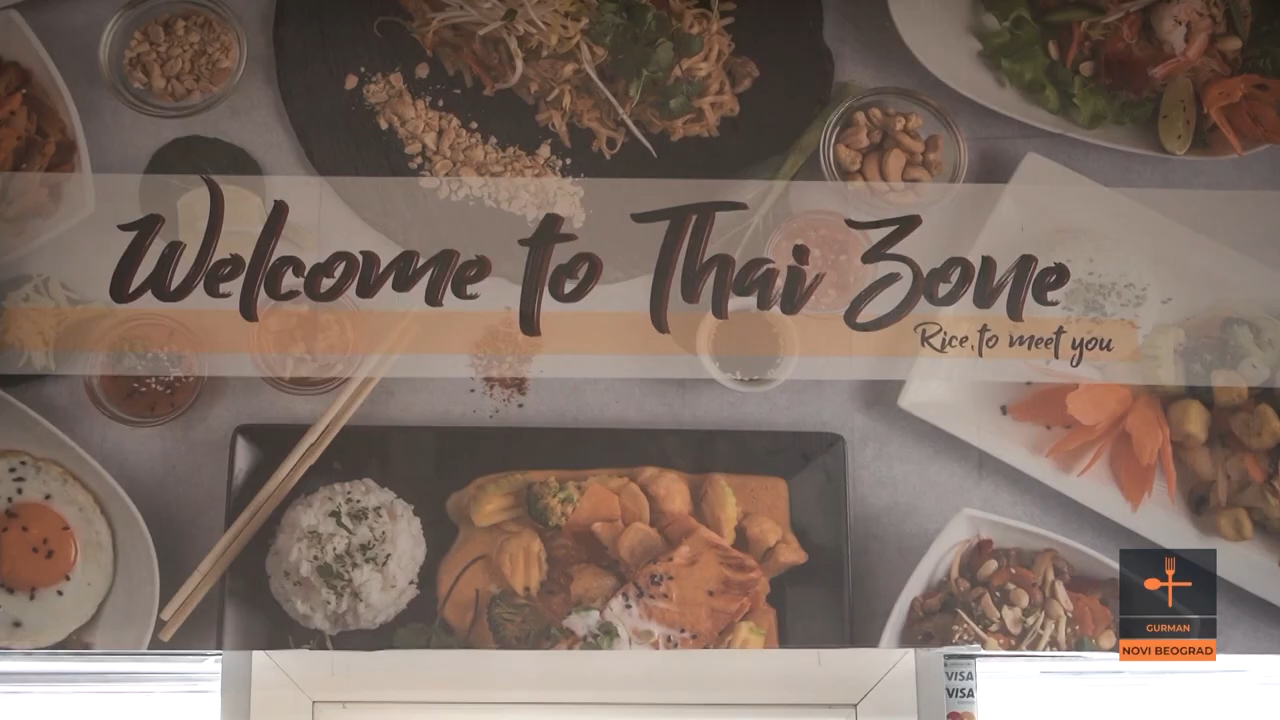 Welcome to Thai Zone
Rice, to meet you
GURMAN
NOVI BEOGRAD
VISA
VISA